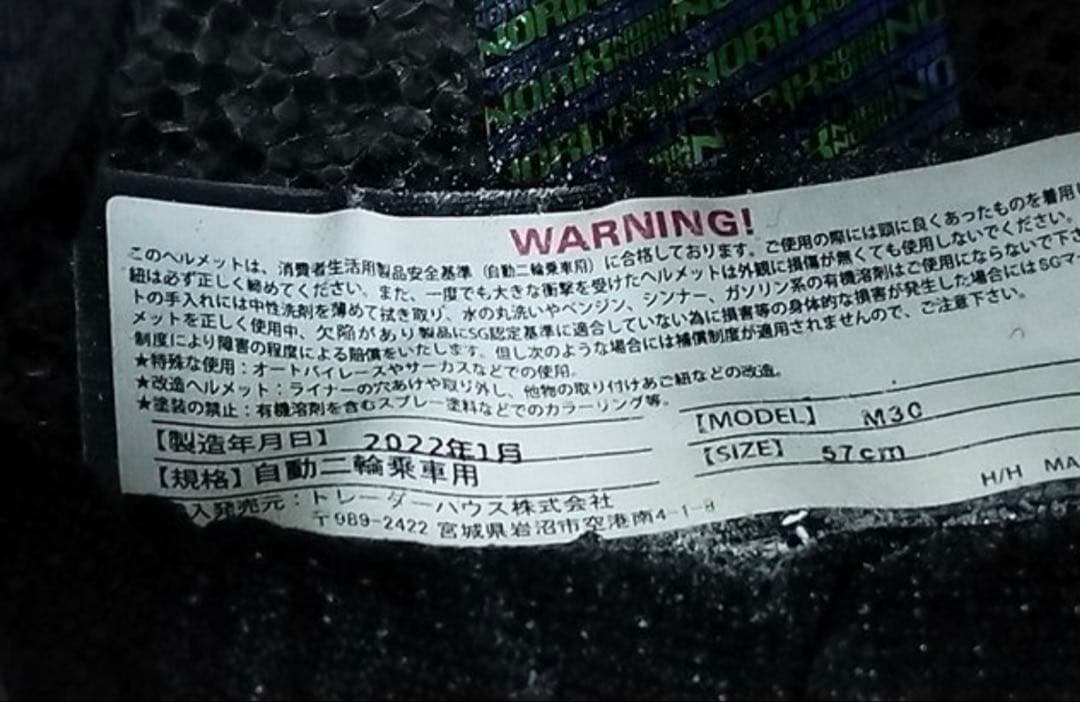 NORIX
WARNING!
このヘルメットは、消費者生活用製品安全基準(自動二輪乗車用)に合格しております。ご使用の際には頭に良くあったものを着用
紐は必ず正しく締めてください。また、一度でも大きな衝撃を受けたヘルメットは外観に損傷が無くても使用しないでください。
トの手入れには中性洗剤を薄めて拭き取り、水の丸洗いやベンジン、シンナー、ガソリン系の有機溶剤はご使用にならないで下さ
メットを正しく使用中、欠陥があり製品にSG認定基準に適合していない為に損害等の身体的な損害が発生した場合にはSGマー
制度により障害の程度による賠償をいたします。但し次のような場合には補償制度が適用されませんので、ご注意下さい。
★特殊な使用:オートバイレースやサーカスなどでの使用。
★改造ヘルメット:ライナーの穴あけや取り外し、他物の取り付けあご紐などの改造。
★塗装の禁止:有機溶剤を含むスプレー塗料などでのカラーリング等。
【製造年月日】 2022年1月
【MODEL】 M30
【規格】自動二輪乗車用
【SIZE】 57cm
入発売元:トレーダーハウス株式会社
H/H MA
〒989-2422 宮城県岩沼市空港南4-1-8